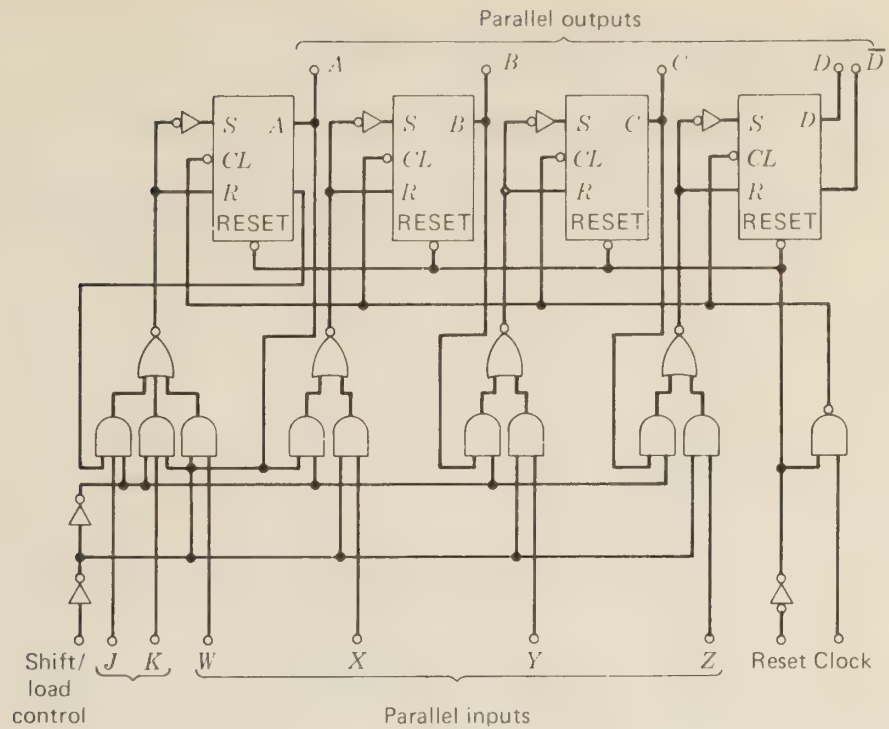 Parallel outputs
A B C D D̅
S A S B S C S D
CL CL CL CL
R R R R
RESET RESET RESET RESET
Shift/ J K W X Y Z Reset Clock
load
control Parallel inputs